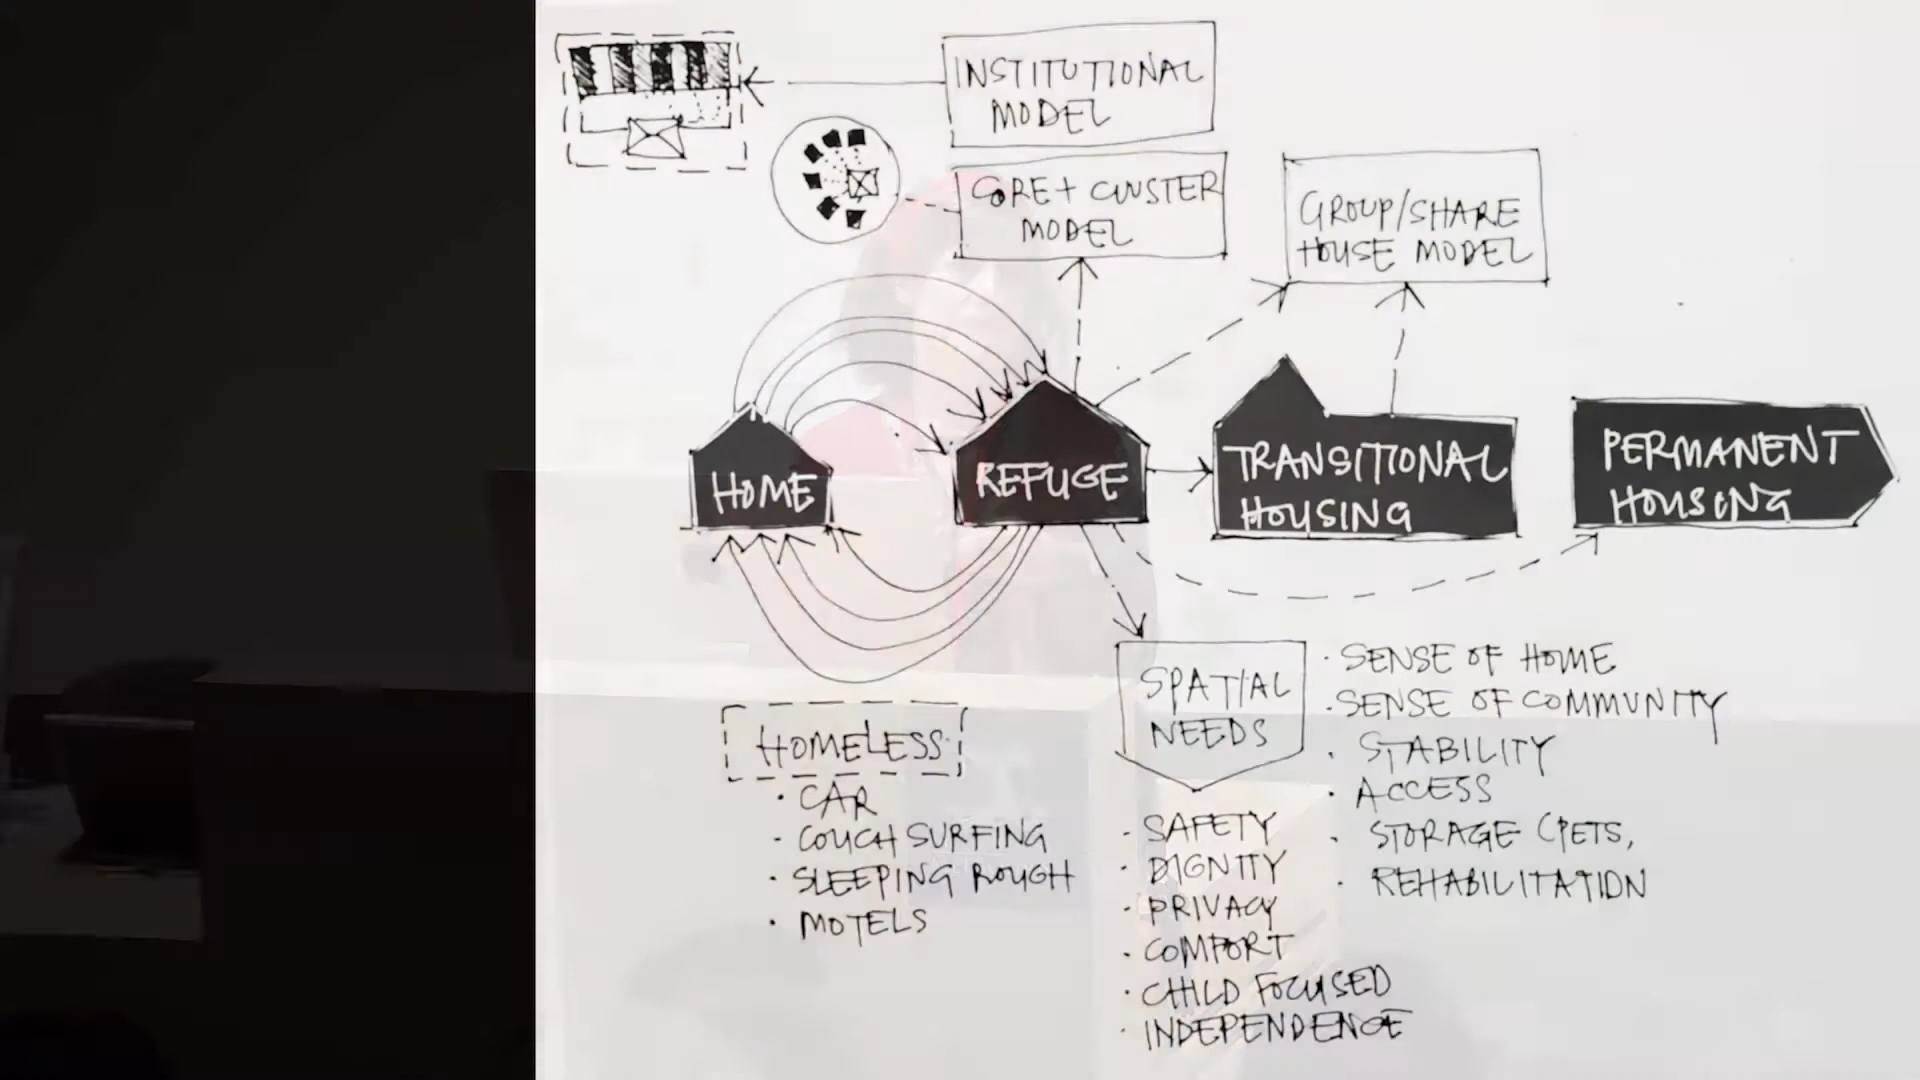 INSTITUTIONAL
MODEL
CORE + CLUSTER
MODEL
GROUP/SHARE
HOUSE MODEL
HOME
REFUGE
TRANSITIONAL
HOUSING
PERMANENT
HOUSING
HOMELESS
· CAR
· COUCH SURFING
· SLEEPING ROUGH
· MOTELS
SPATIAL
NEEDS
· SAFETY
· DIGNITY
· PRIVACY
· COMFORT
· CHILD FOCUSED
· INDEPENDENCE
· SENSE OF HOME
· SENSE OF COMMUNITY
· STABILITY
· ACCESS
· STORAGE (PETS,
· REHABILITATION